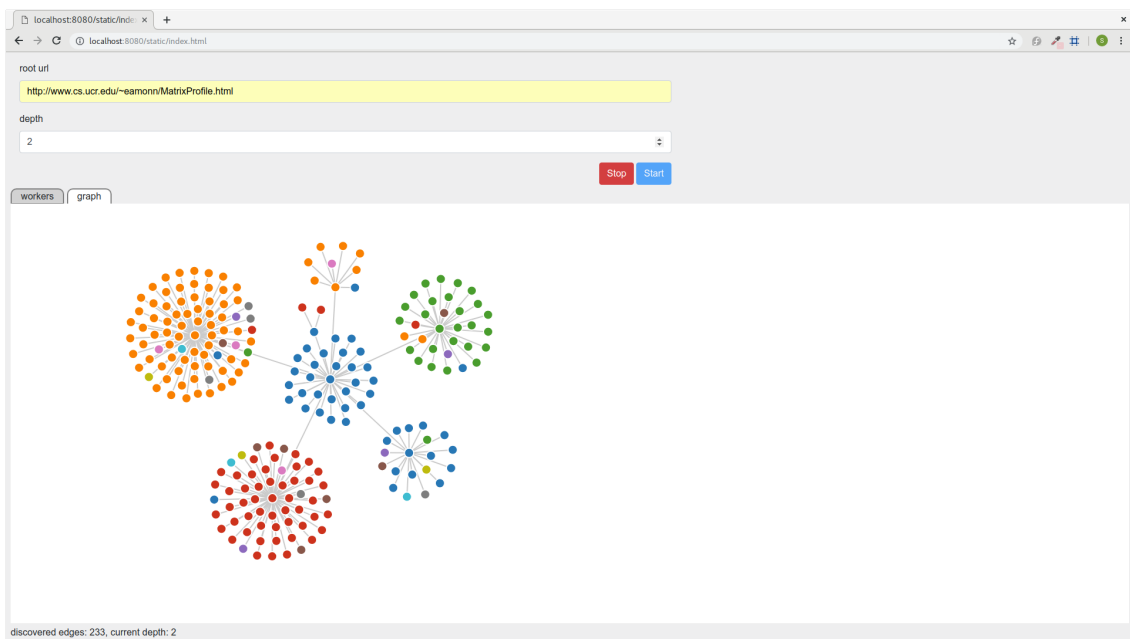 localhost:8080/static/inde
localhost:8080/static/index.html
S
root url
http://www.cs.ucr.edu/~eamonn/MatrixProfile.html
depth
2
Stop Start
workers graph
discovered edges: 233, current depth: 2